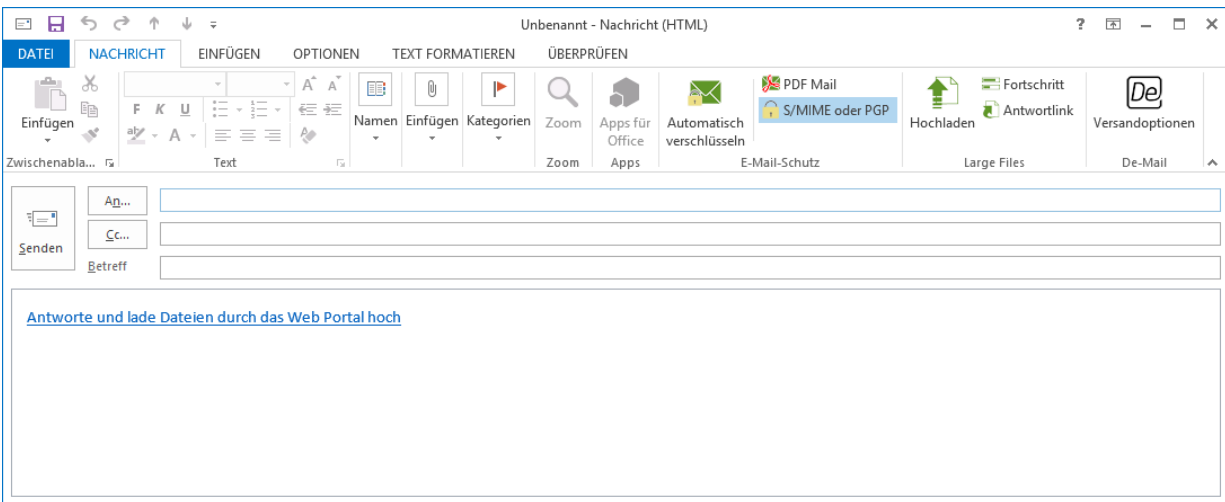 Unbenannt - Nachricht (HTML) ?
DATEI NACHRICHT EINFÜGEN OPTIONEN TEXT FORMATIEREN ÜBERPRÜFEN
Einfügen
Zwischenabla...
F K U
A A
ab A
Text
Namen Einfügen Kategorien
Zoom
Zoom
Apps für
Office
Apps
Automatisch
verschlüsseln
PDF Mail
S/MIME oder PGP
E-Mail-Schutz
Hochladen
Fortschritt
Antwortlink
Large Files
De
Versandoptionen
De-Mail
Senden
An...
Cc...
Betreff
Antworte und lade Dateien durch das Web Portal hoch